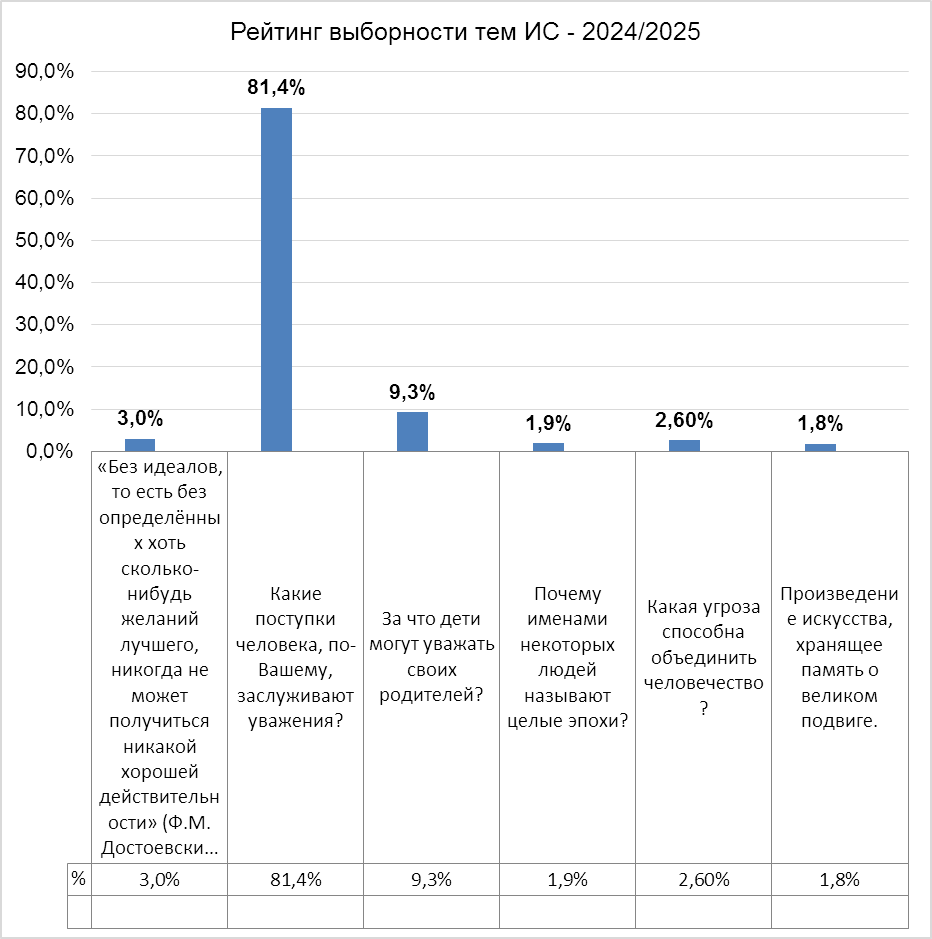 Рейтинг выборности тем ИС - 2024/2025
90,0%
80,0%
70,0%
60,0%
50,0%
40,0%
30,0%
20,0%
10,0%
0,0%
3,0%
81,4%
9,3%
1,9%
2,60%
1,8%
«Без идеалов,
то есть без
определённы
х хоть
сколько-
нибудь
желаний
лучшего,
никогда не
может
получиться
никакой
хорошей
действительн
ости» (Ф.М.
Достоевски...
Какие
поступки
человека, по-
Вашему,
заслуживают
уважения?
За что дети
могут уважать
своих
родителей?
Почему
именами
некоторых
людей
называют
целые эпохи?
Какая угроза
способна
объединить
человечество
?
Произведени
е искусства,
хранящее
память о
великом
подвиге.
% 3,0% 81,4% 9,3% 1,9% 2,60% 1,8%